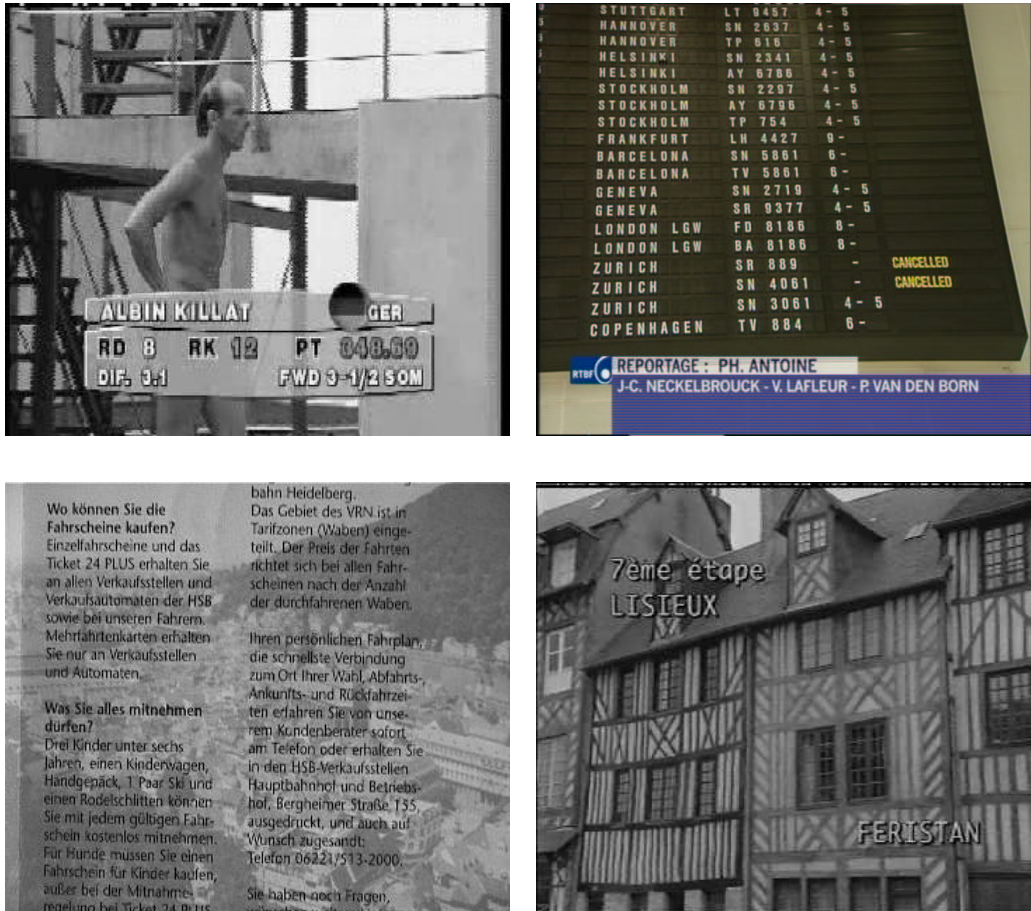 ALBIN KILLAT GER
RD 8 RK 12 PT 348.60
DIF. 3.1 FWD 3-1/2 SOM
STUTTGART LT 9457 4- 5
HANNOVER SN 2637 4- 5
HANNOVER TP 616 4- 5
HELSINKI SN 2341 4- 5
HELSINKI AY 6786 4- 5
STOCKHOLM SN 2297 4- 5
STOCKHOLM AY 6796 4- 5
STOCKHOLM TP 754 4- 5
FRANKFURT LH 4427 9-
BARCELONA SN 5861 6-
BARCELONA TV 5861 6-
GENEVA SN 2719 4- 5
GENEVA SR 9377 4- 5
LONDON LGW FD 8186 8-
LONDON LGW BA 8186 8-
ZURICH SR 889 - CANCELLED
ZURICH SN 4061 - CANCELLED
ZURICH SN 3061 4- 5
COPENHAGEN TV 884 6-
RTBF REPORTAGE : PH. ANTOINE
J-C. NECKELBROUCK - V. LAFLEUR - P. VAN DEN BORN
Wo können Sie die
Fahrscheine kaufen?
Einzelfahrscheine und das
Ticket 24 PLUS erhalten Sie
an allen Verkaufsstellen und
Verkaufsautomaten der HSB
sowie bei unseren Fahrern.
Mehrfahrtenkarten erhalten
Sie nur an Verkaufsstellen
und Automaten.
Was Sie alles mitnehmen
dürfen?
Drei Kinder unter sechs
Jahren, einen Kinderwagen,
Handgepäck, 1 Paar Ski und
einen Rodelschlitten können
Sie mit jedem gültigen Fahr-
schein kostenlos mitnehmen.
Für Hunde müssen Sie einen
Fahrschein für Kinder kaufen,
außer bei der Mitnahme-
regelung bei Ticket 24 PLUS
bahn Heidelberg.
Das Gebiet des VRN ist in
Tarifzonen (Waben) einge-
teilt. Der Preis der Fahrten
richtet sich bei allen Fahr-
scheinen nach der Anzahl
der durchfahrenen Waben.
Ihren persönlichen Fahrplan,
die schnellste Verbindung
zum Ort Ihrer Wahl, Abfahrts-,
Ankunfts- und Rückfahrzei-
ten erfahren Sie von unse-
rem Kundenberater sofort
am Telefon oder erhalten Sie
in den HSB-Verkaufsstellen
Hauptbahnhof und Betriebs-
hof, Bergheimer Straße 155,
ausgedruckt, und auch auf
Wunsch zugesandt:
Telefon 06221/513-2000.
Sie haben noch Fragen,
7ème étape
LISIEUX
FERISTAN